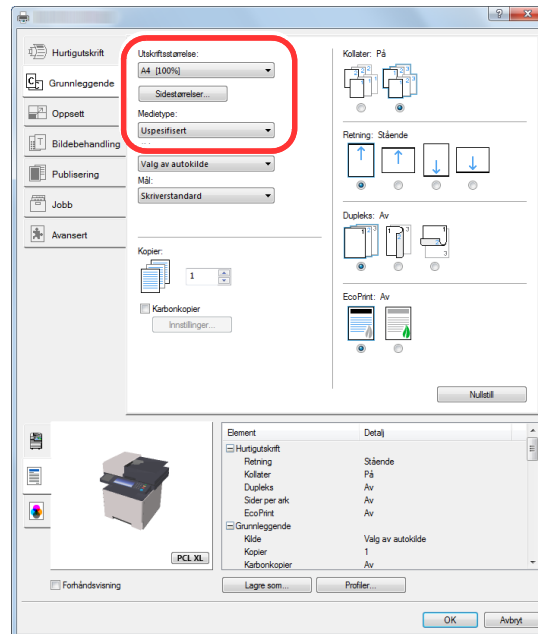 Hurtigutskrift
Grunnleggende
Oppsett
Bildebehandling
Publisering
Jobb
Avansert
Utskriftsstørrelse:
A4 [100%]
Sidestørrelser...
Medietype:
Uspesifisert
Valg av autokilde
Mål:
Skriverstandard
Kopier:
1
Karbonkopier
Innstillinger...
Kollater: På
Retning: Stående
Dupleks: Av
EcoPrint: Av
Nullstill
PCL XL
Element Detalj
Hurtigutskrift
Retning Stående
Kollater På
Dupleks Av
Sider per ark Av
EcoPrint Av
Grunnleggende
Kilde Valg av autokilde
Kopier 1
Karbonkopier Av
Forhåndsvisning
Lagre som...
Profiler...
OK Avbryt